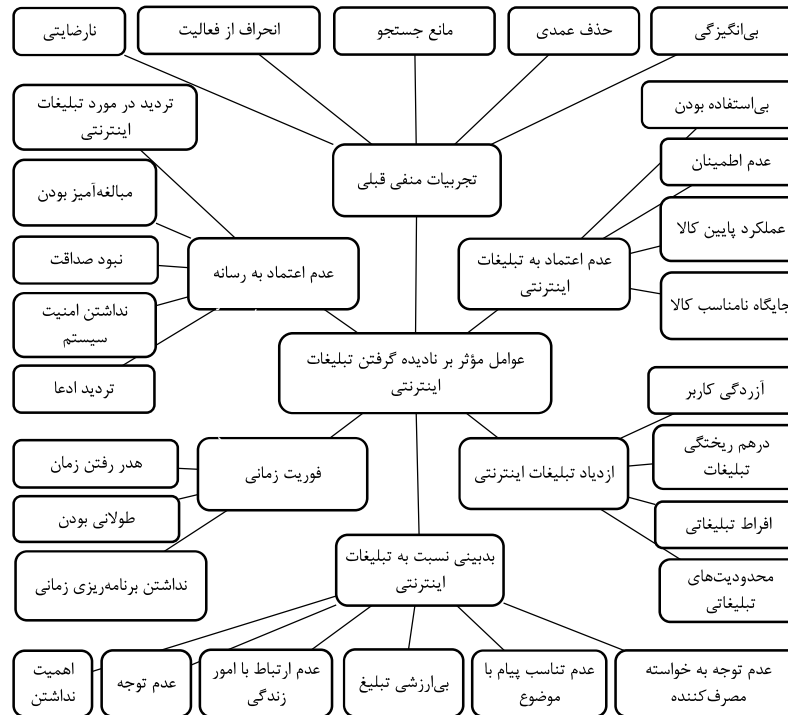 بی‌انگیزگی
حذف عمدی
مانع جستجو
انحراف از فعالیت
نارضایتی
بی‌استفاده بودن
تردید در مورد تبلیغات
اینترنتی
عدم اطمینان
تجربیات منفی قبلی
مبالغه‌آمیز بودن
عملکرد پایین کالا
عدم اعتماد به تبلیغات
اینترنتی
عدم اعتماد به رسانه
نبود صداقت
جایگاه نامناسب کالا
نداشتن امنیت
سیستم
عوامل مؤثر بر نادیده گرفتن تبلیغات
اینترنتی
آزردگی کاربر
تردید ادعا
درهم ریختگی
تبلیغات
ازدیاد تبلیغات اینترنتی
فوریت زمانی
هدر رفتن زمان
افراط تبلیغاتی
طولانی بودن
بدبینی نسبت به تبلیغات
اینترنتی
محدودیت‌های
تبلیغاتی
نداشتن برنامه‌ریزی زمانی
عدم توجه به خواسته
مصرف‌کننده
عدم تناسب پیام با
موضوع
بی‌ارزشی تبلیغ
عدم ارتباط با امور
زندگی
عدم توجه
اهمیت
نداشتن